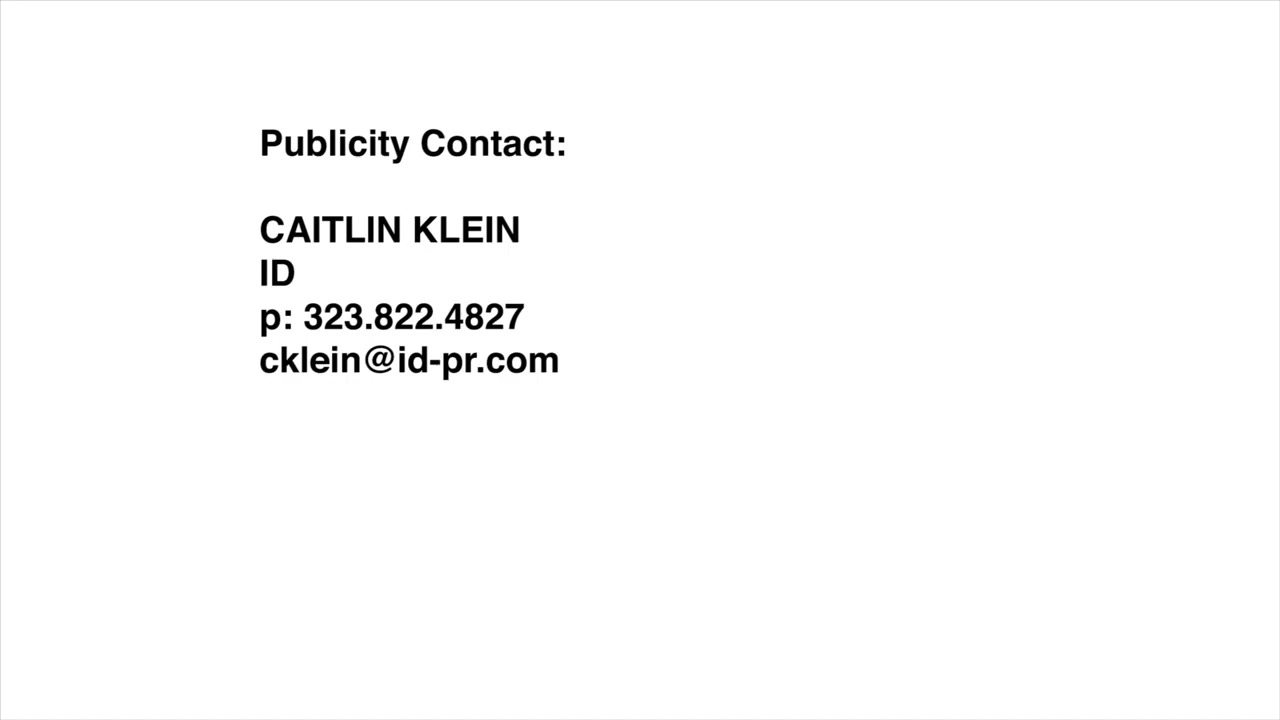 Publicity Contact:
CAITLIN KLEIN
ID
p: 323.822.4827
cklein@id-pr.com